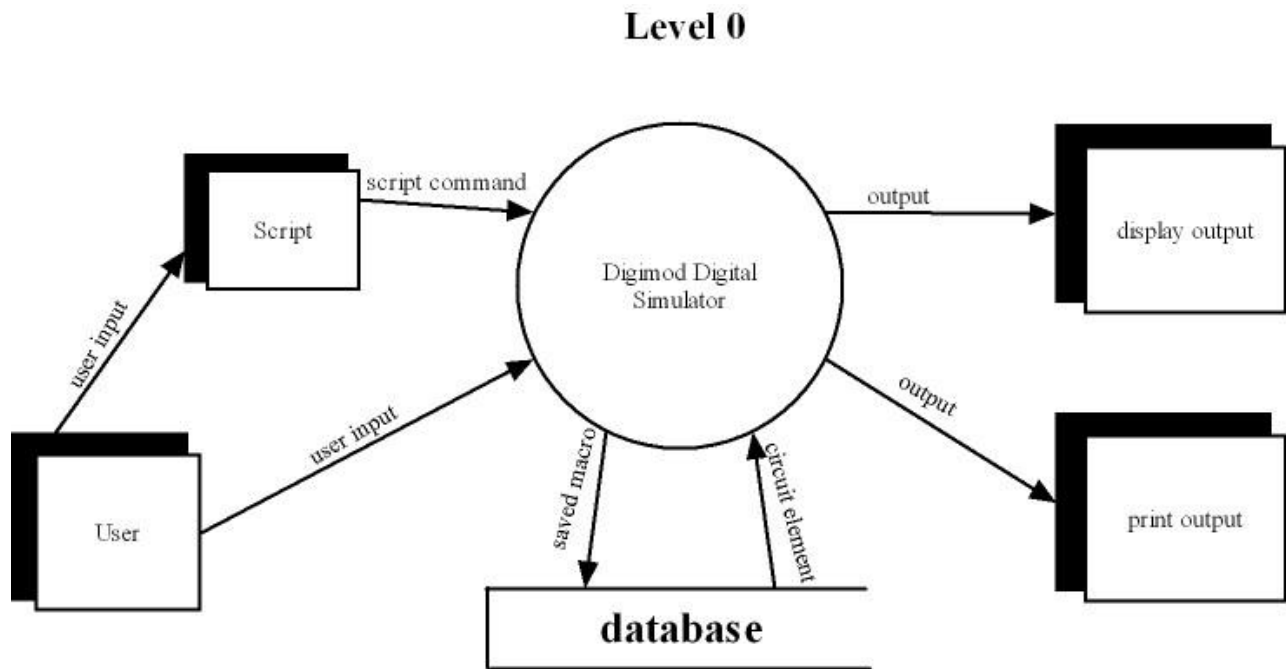 Level 0
script command
Script
user input
User
user input
Digimod Digital
Simulator
output
display output
output
print output
saved macro
circuit element
database